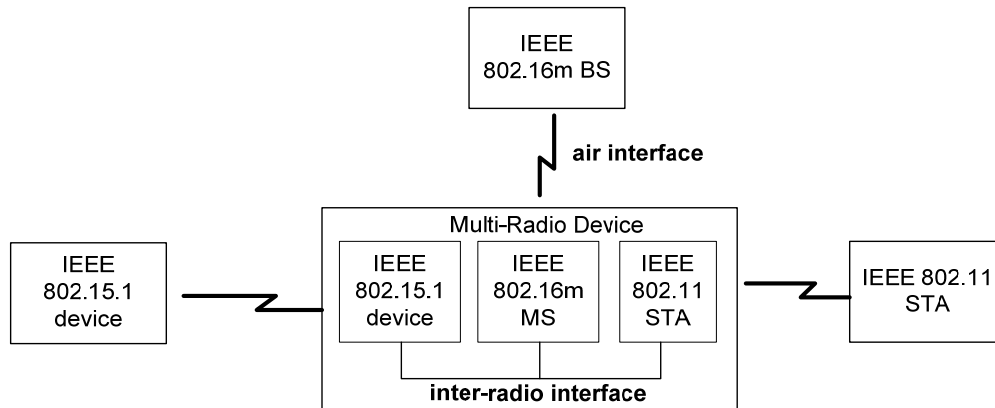 IEEE
802.16m BS
air interface
Multi-Radio Device
IEEE
802.15.1
device
IEEE
802.15.1
device
IEEE
802.16m
MS
IEEE
802.11
STA
IEEE 802.11
STA
inter-radio interface